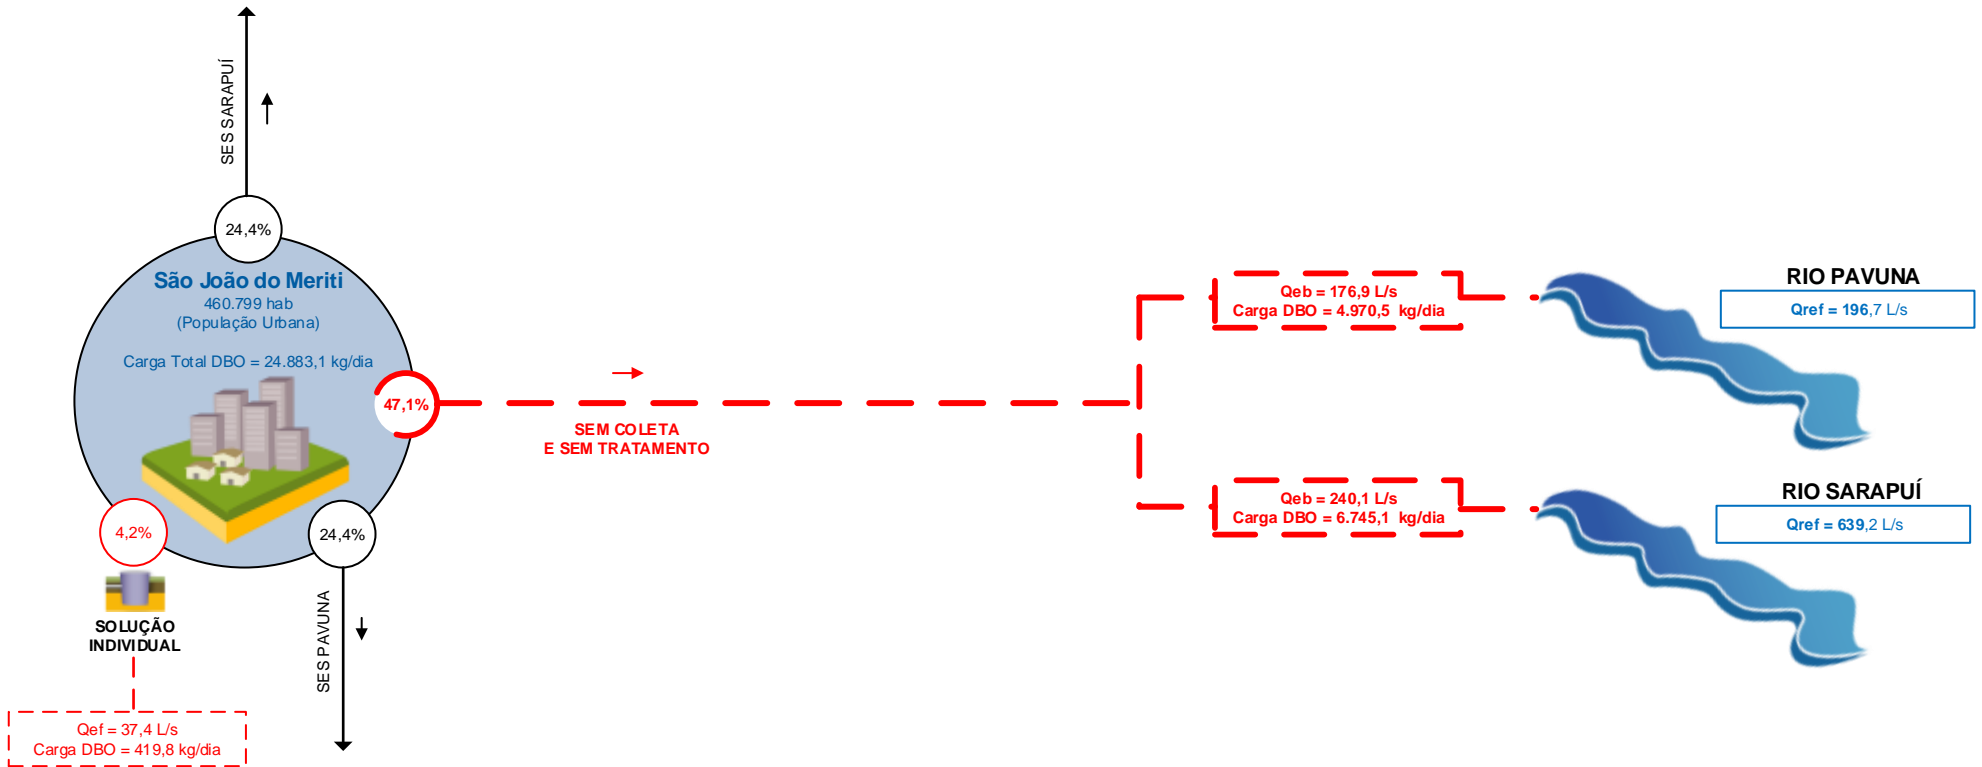 SES SARAPUÍ
24,4%
São João do Meriti
460.799 hab
(População Urbana)
Carga Total DBO = 24.883,1 kg/dia
47,1%
4,2%
24,4%
SOLUÇÃO
INDIVIDUAL
SES PAVUNA
Qef = 37,4 L/s
Carga DBO = 419,8 kg/dia
SEM COLETA
E SEM TRATAMENTO
Qeb = 176,9 L/s
Carga DBO = 4.970,5 kg/dia
RIO PAVUNA
Qref = 196,7 L/s
Qeb = 240,1 L/s
Carga DBO = 6.745,1 kg/dia
RIO SARAPUÍ
Qref = 639,2 L/s